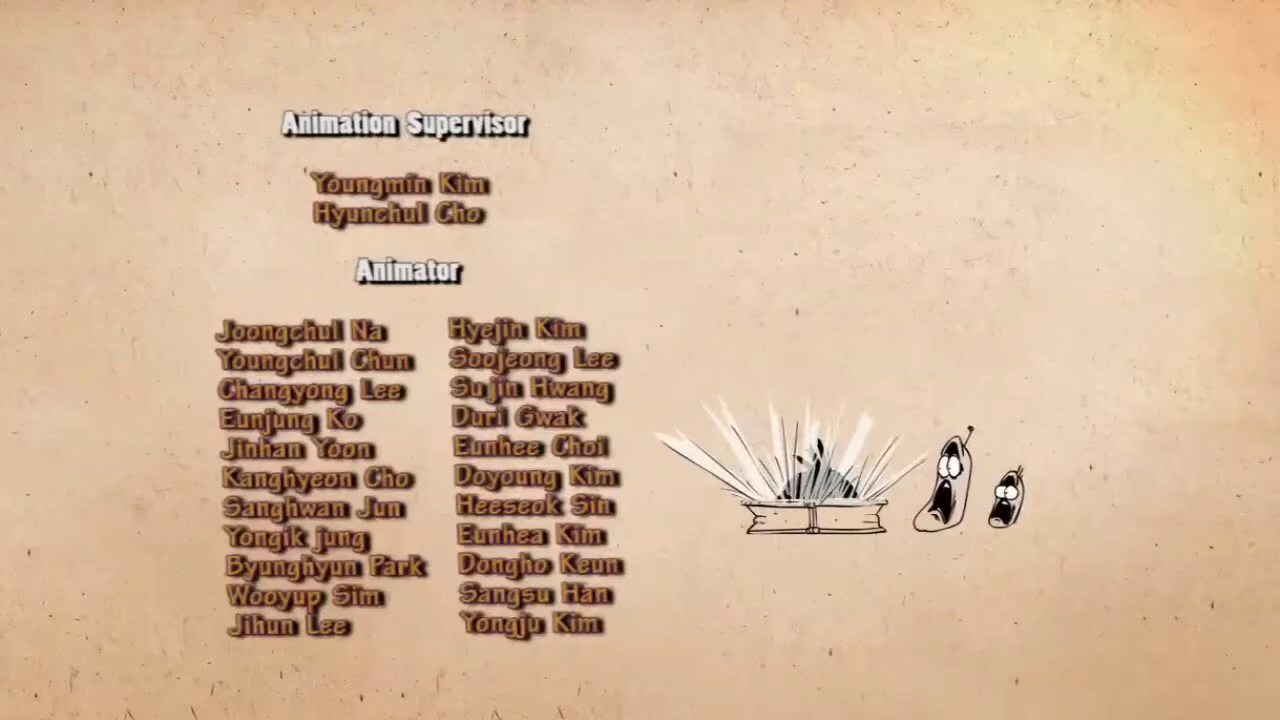 Animation Supervisor
Youngmin Kim
Hyunchul Cho
Animator
Joongchul Na
Youngchul Chun
Changyong Lee
Eunjung Ko
Jinhan Yoon
Kanghyeon Cho
Sanghwan Jun
Yongik jung
Byunghyun Park
Wooyup Sim
Jihun Lee
Hyejin Kim
Soojeong Lee
Sujin Hwang
Duri Gwak
Eunhee Choi
Doyoung Kim
Heeseok Sin
Eunhea Kim
Dongho Keun
Sangsu Han
Yongju Kim